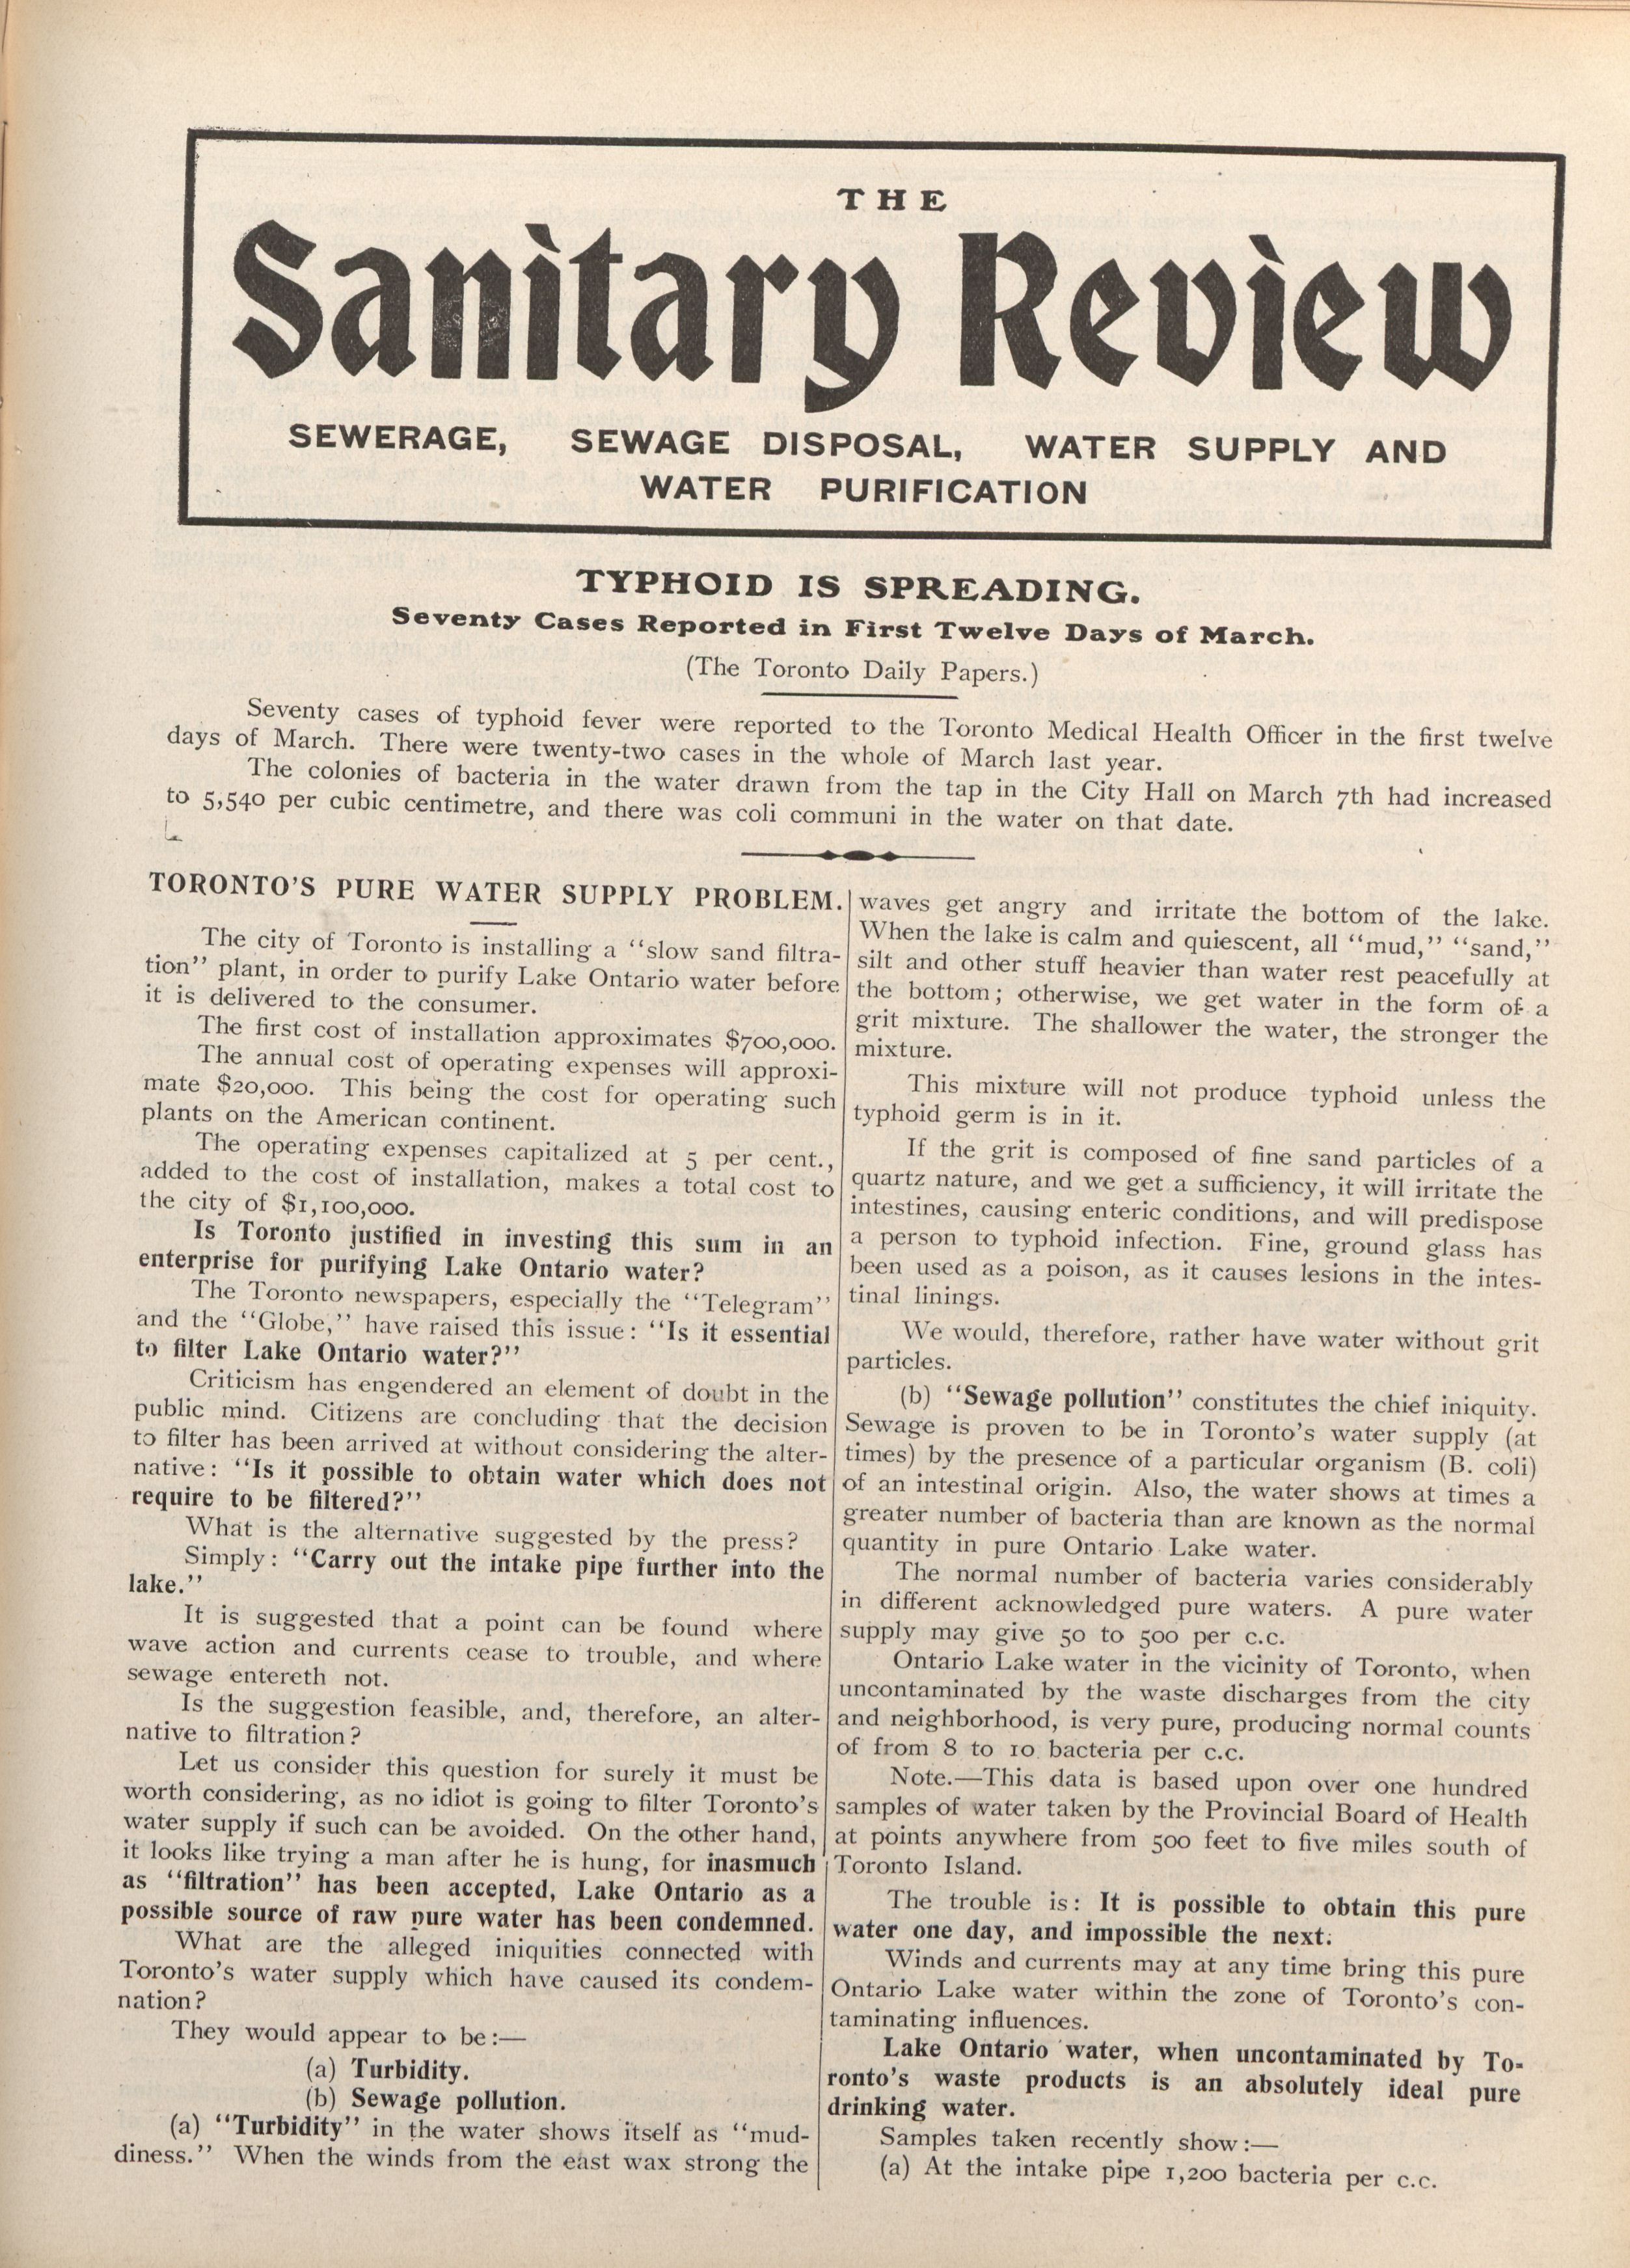 THE
Sanitary Review
SEWERAGE, SEWAGE DISPOSAL, WATER SUPPLY AND
WATER PURIFICATION
TYPHOID IS SPREADING.
Seventy Cases Reported in First Twelve Days of March.
(The Toronto Daily Papers.)
Seventy cases of typhoid fever were reported to the Toronto Medical Health Officer in the first twelve
days of March. There were twenty-two cases in the whole of March last year.
The colonies of bacteria in the water drawn from the tap in the City Hall on March 7th had increased
to 5,540 per cubic centimetre, and there was coli communi in the water on that date.
TORONTO'S PURE WATER SUPPLY PROBLEM.
The city of Toronto is installing a "slow sand filtra-
tion" plant, in order to purify Lake Ontario water before
it is delivered to the consumer.
The first cost of installation approximates $700,000.
The annual cost of operating expenses will approxi-
mate $20,000. This being the cost for operating such
plants on the American continent.
The operating expenses capitalized at 5 per cent.,
added to the cost of installation, makes a total cost to
the city of $1,100,000.
Is Toronto justified in investing this sum in an
enterprise for purifying Lake Ontario water?
The Toronto newspapers, especially the "Telegram"
and the "Globe," have raised this issue: "Is it essential
to filter Lake Ontario water?"
Criticism has engendered an element of doubt in the
public mind. Citizens are concluding that the decision
to filter has been arrived at without considering the alter-
native: "Is it possible to obtain water which does not
require to be filtered?"
What is the alternative suggested by the press?
Simply: "Carry out the intake pipe further into the
lake."
It is suggested that a point can be found where
wave action and currents cease to trouble, and where
sewage entereth not.
Is the suggestion feasible, and, therefore, an alter-
native to filtration?
Let us consider this question for surely it must be
worth considering, as no idiot is going to filter Toronto's
water supply if such can be avoided. On the other hand,
it looks like trying a man after he is hung, for inasmuch
as "filtration" has been accepted, Lake Ontario as a
possible source of raw pure water has been condemned.
What are the alleged iniquities connected with
Toronto's water supply which have caused its condem-
nation?
They would appear to be:—
(a) Turbidity.
(b) Sewage pollution.
(a) "Turbidity" in the water shows itself as "mud-
diness." When the winds from the east wax strong the
waves get angry and irritate the bottom of the lake.
When the lake is calm and quiescent, all "mud," "sand,"
silt and other stuff heavier than water rest peacefully at
the bottom; otherwise, we get water in the form of a
grit mixture. The shallower the water, the stronger the
mixture.
This mixture will not produce typhoid unless the
typhoid germ is in it.
If the grit is composed of fine sand particles of a
quartz nature, and we get a sufficiency, it will irritate the
intestines, causing enteric conditions, and will predispose
a person to typhoid infection. Fine, ground glass has
been used as a poison, as it causes lesions in the intes-
tinal linings.
We would, therefore, rather have water without grit
particles.
(b) "Sewage pollution" constitutes the chief iniquity.
Sewage is proven to be in Toronto's water supply (at
times) by the presence of a particular organism (B. coli)
of an intestinal origin. Also, the water shows at times a
greater number of bacteria than are known as the normal
quantity in pure Ontario Lake water.
The normal number of bacteria varies considerably
in different acknowledged pure waters. A pure water
supply may give 50 to 500 per c.c.
Ontario Lake water in the vicinity of Toronto, when
uncontaminated by the waste discharges from the city
and neighborhood, is very pure, producing normal counts
of from 8 to 10 bacteria per c.c.
Note.—This data is based upon over one hundred
samples of water taken by the Provincial Board of Health
at points anywhere from 500 feet to five miles south of
Toronto Island.
The trouble is: It is possible to obtain this pure
water one day, and impossible the next.
Winds and currents may at any time bring this pure
Ontario Lake water within the zone of Toronto's con-
taminating influences.
Lake Ontario water, when uncontaminated by To-
ronto's waste products is an absolutely ideal pure
drinking water.
Samples taken recently show:—
(a) At the intake pipe 1,200 bacteria per c.c.